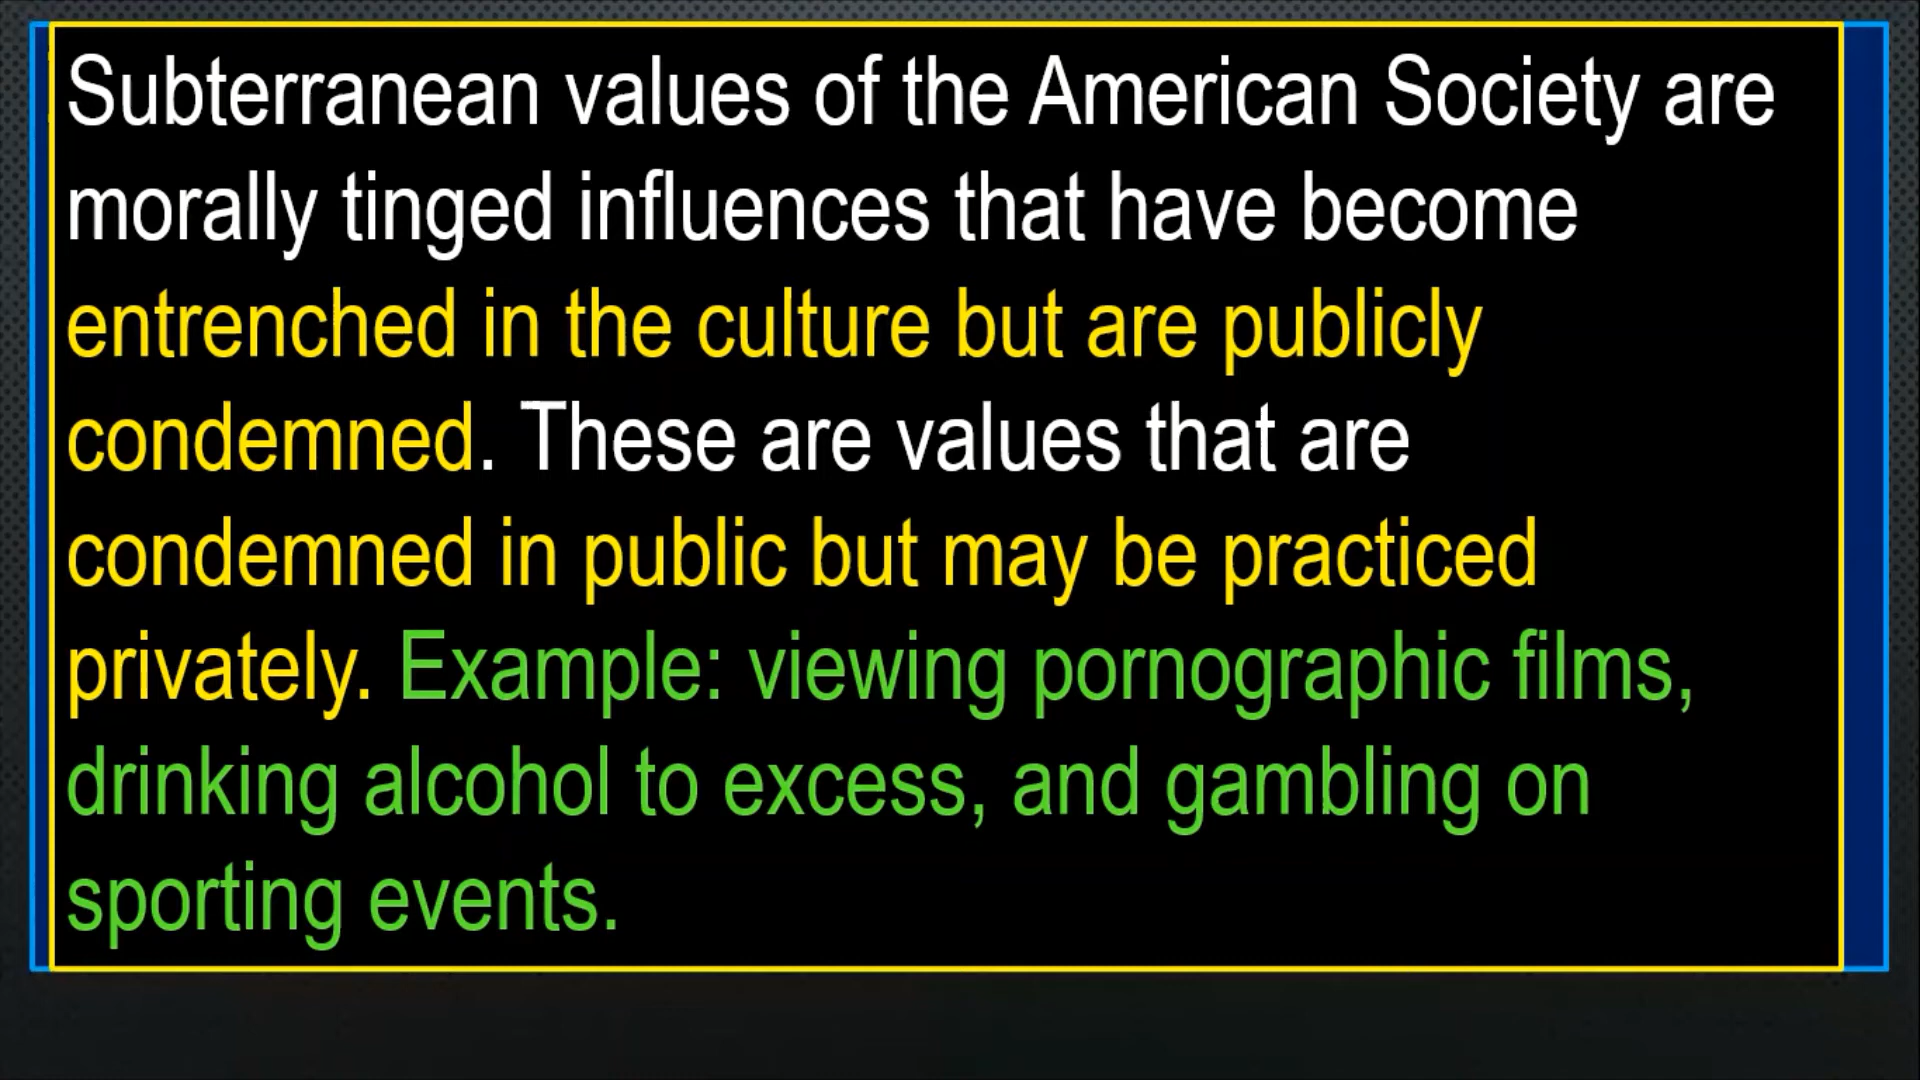 Subterranean values of the American Society are
morally tinged influences that have become
entrenched in the culture but are publicly
condemned. These are values that are
condemned in public but may be practiced
privately. Example: viewing pornographic films,
drinking alcohol to excess, and gambling on
sporting events.